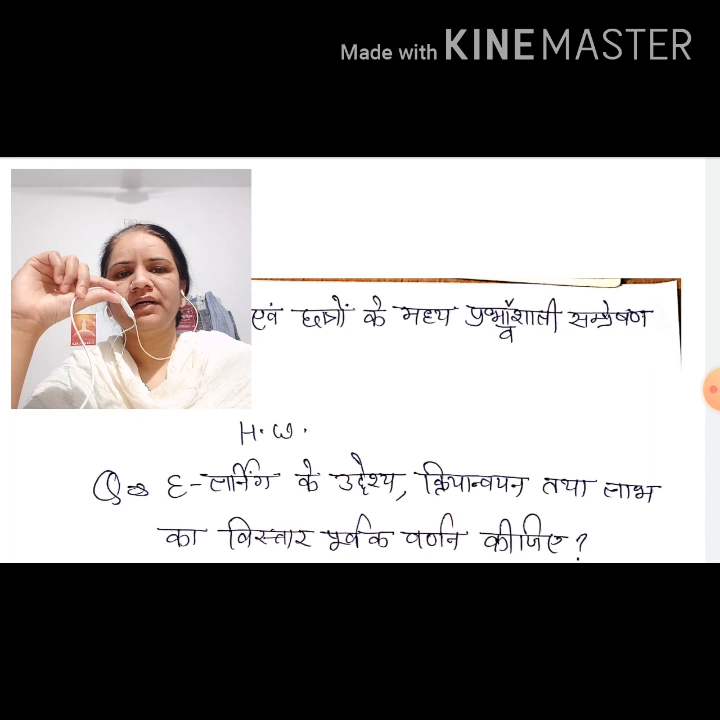 Made with KINEMASTER
एवं छात्रों के मध्य प्रभावशाली सम्प्रेषण
H.W.
Q⇒ E-लर्निंग के उद्देश्य, क्रियान्वयन तथा लाभ
का विस्तार पूर्वक वर्णन कीजिए?